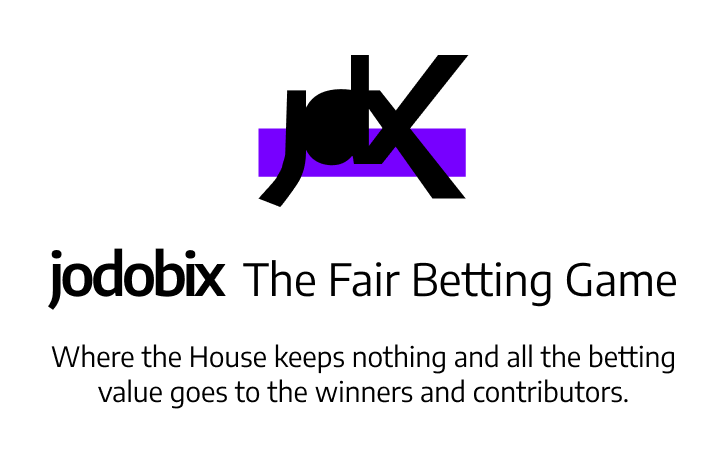 jdX
jodobix The Fair Betting Game
Where the House keeps nothing and all the betting
value goes to the winners and contributors.